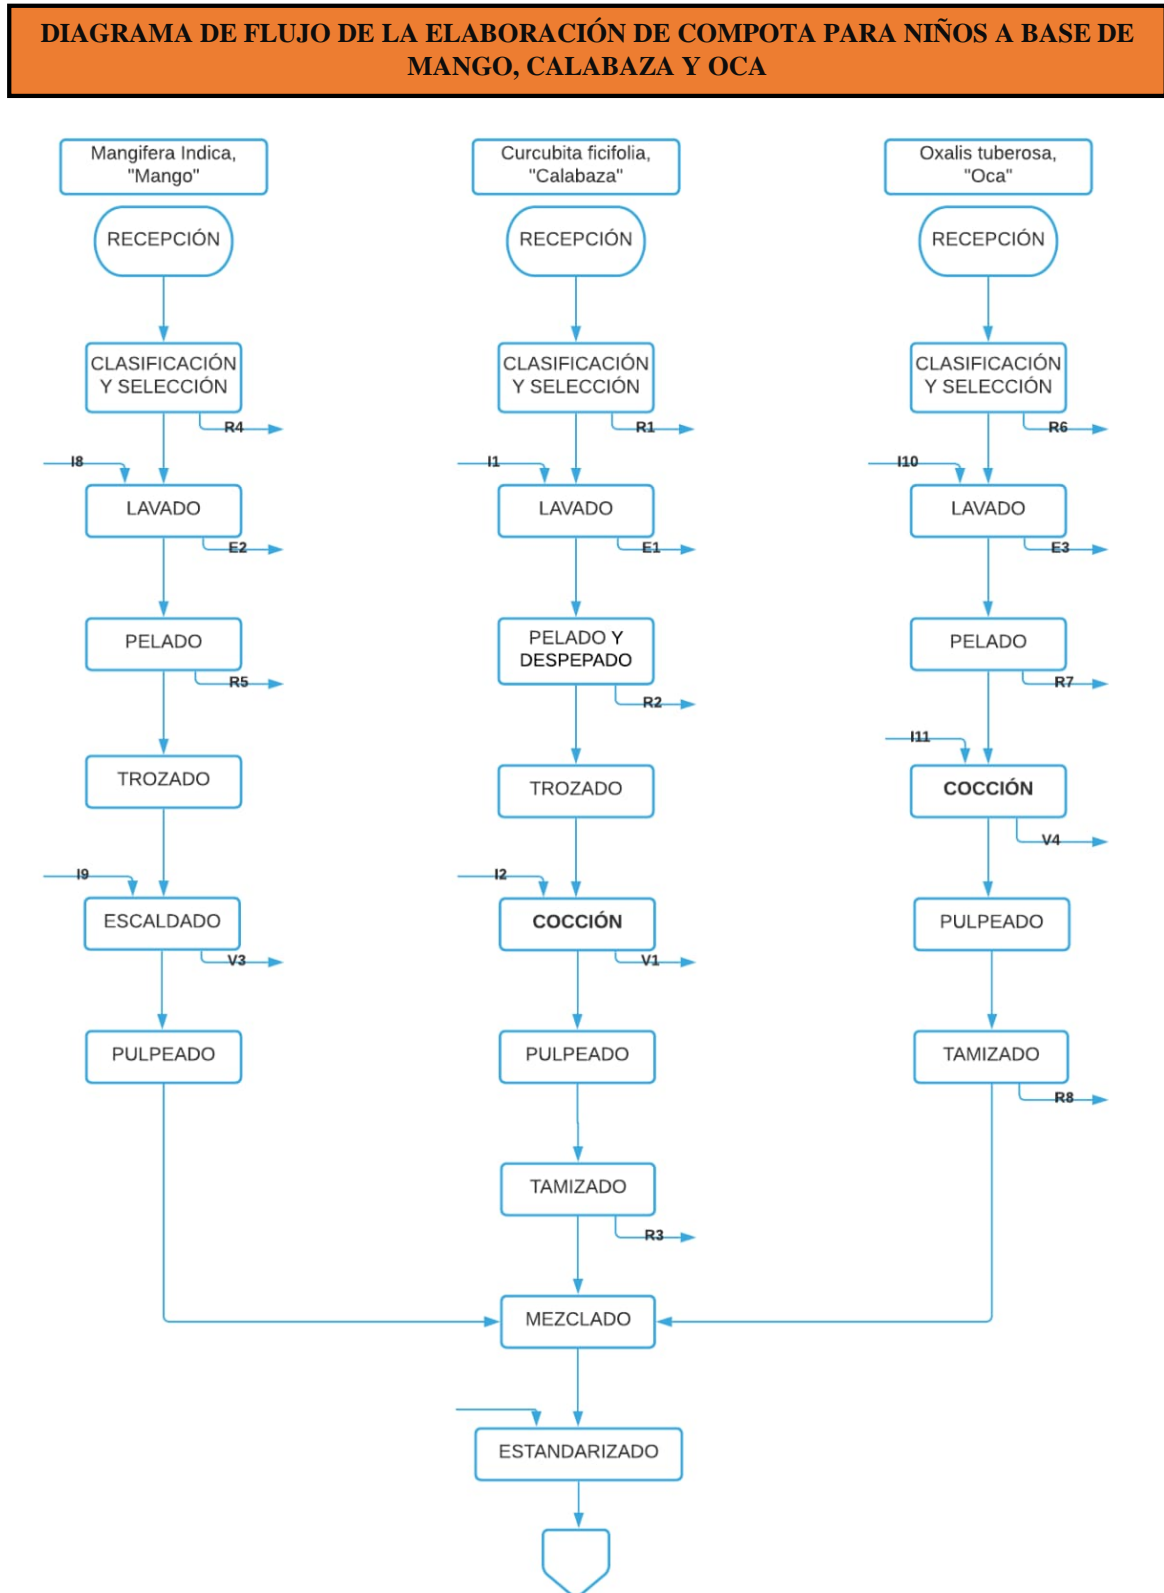 DIAGRAMA DE FLUJO DE LA ELABORACIÓN DE COMPOTA PARA NIÑOS A BASE DE
MANGO, CALABAZA Y OCA
Mangifera Indica,
"Mango"
RECEPCIÓN
CLASIFICACIÓN
Y SELECCIÓN
R4
I8
LAVADO
E2
PELADO
R5
TROZADO
I9
ESCALDADO
V3
PULPEADO
Curcubita ficifolia,
"Calabaza"
RECEPCIÓN
CLASIFICACIÓN
Y SELECCIÓN
R1
I1
LAVADO
E1
PELADO Y
DESPEPADO
R2
TROZADO
I2
COCCIÓN
V1
PULPEADO
TAMIZADO
R3
Oxalis tuberosa,
"Oca"
RECEPCIÓN
CLASIFICACIÓN
Y SELECCIÓN
R6
I10
LAVADO
E3
PELADO
R7
I11
COCCIÓN
V4
PULPEADO
TAMIZADO
R8
MEZCLADO
ESTANDARIZADO